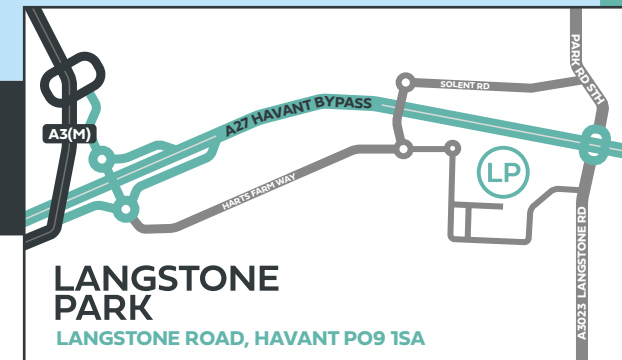 PARK RD STH
SOLENT RD
A27 HAVANT BYPASS
A3(M)
LP
HARTS FARM WAY
A3023 LANGSTONE RD
LANGSTONE
PARK
LANGSTONE ROAD, HAVANT PO9 1SA